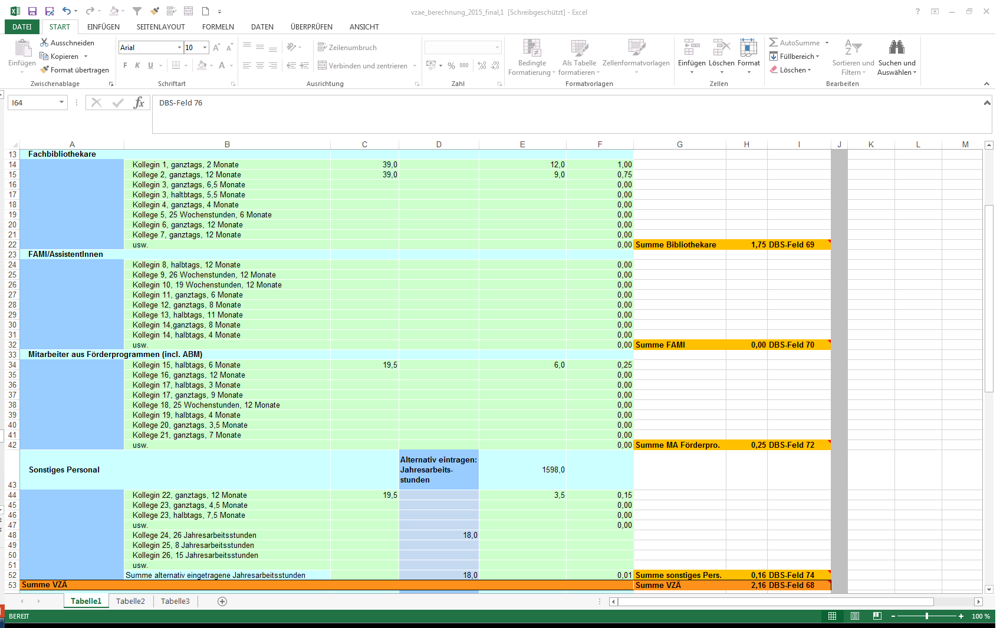 vzae_berechnung_2015_final,1 [Schreibgeschützt] - Excel
DATEI START EINFÜGEN SEITENLAYOUT FORMELN DATEN ÜBERPRÜFEN ANSICHT
Einfügen
Ausschneiden
Kopieren
Format übertragen
Zwischenablage
Arial 10
F K U
Schriftart
Zeilenumbruch
Verbinden und zentrieren
Ausrichtung
% 000
Zahl
Bedingte Formatierung
Als Tabelle formatieren
Zellenformatvorlagen
Formatvorlagen
Einfügen Löschen Format
Zellen
AutoSumme
Füllbereich
Löschen
Sortieren und Filtern
Suchen und Auswählen
Bearbeiten
I64 fx DBS-Feld 76
A B C D E F G H I J K L M
13 Fachbibliothekare
14 Kollegin 1, ganztags, 2 Monate 39,0 12,0 1,00
15 Kollege 2, ganztags, 12 Monate 39,0 9,0 0,75
16 Kollegin 3, ganztags, 6,5 Monate 0,00
17 Kollegin 3, haltbtags, 5,5 Monate 0,00
18 Kollegin 4, ganztags, 4 Monate 0,00
19 Kollege 5, 25 Wochenstunden, 6 Monate 0,00
20 Kollegin 6, ganztags, 12 Monate 0,00
21 Kollege 7, ganztags, 12 Monate 0,00
22 usw. 0,00 Summe Bibliothekare 1,75 DBS-Feld 69
23 FAMI/AssistentInnen
24 Kollegin 8, halbtags, 12 Monate 0,00
25 Kollege 9, 26 Wochenstunden, 12 Monate 0,00
26 Kollegin 10, 19 Wochenstunden, 12 Monate 0,00
27 Kollegin 11, ganztags, 6 Monate 0,00
28 Kollege 12, ganztags, 8 Monate 0,00
29 Kollege 13, halbtags, 11 Monate 0,00
30 Kollegin 14,ganztags, 8 Monate 0,00
31 Kollegin 14, halbtags, 4 Monate 0,00
32 usw. 0,00 Summe FAMI 0,00 DBS-Feld 70
33 Mitarbeiter aus Förderprogrammen (incl. ABM)
34 Kollegin 15, halbtags, 6 Monate 19,5 6,0 0,25
35 Kollege 16, ganztags, 12 Monate 0,00
36 Kollegin 17, halbtags, 3 Monate 0,00
37 Kollegin 17, ganztags, 9 Monate 0,00
38 Kollege 18, 25 Wochenstunden, 12 Monate 0,00
39 Kollegin 19, halbtags, 4 Monate 0,00
40 Kollege 20, ganztags, 3,5 Monate 0,00
41 Kollege 21, ganztags, 7 Monate 0,00
42 usw. 0,00 Summe MA Förderpro. 0,25 DBS-Feld 72
Alternativ eintragen:
Sonstiges Personal Jahresarbeits- 1598,0
stunden
43
44 Kollegin 22, ganztags, 12 Monate 19,5 3,5 0,15
45 Kollege 23, ganztags, 4,5 Monate 0,00
46 Kollege 23, halbtags, 7,5 Monate 0,00
47 usw. 0,00
48 Kollege 24, 26 Jahresarbeitsstunden 18,0
49 Kollegin 25, 8 Jahresarbeitsstunden
50 Kollegin 26, 15 Jahresarbeitsstunden
51 usw.
52 Summe alternativ eingetragene Jahresarbeitsstunden 18,0 0,01 Summe sonstiges Pers. 0,16 DBS-Feld 74
53 Summe VZÄ Summe VZÄ 2,16 DBS-Feld 68
Tabelle1 Tabelle2 Tabelle3
BEREIT 100 %